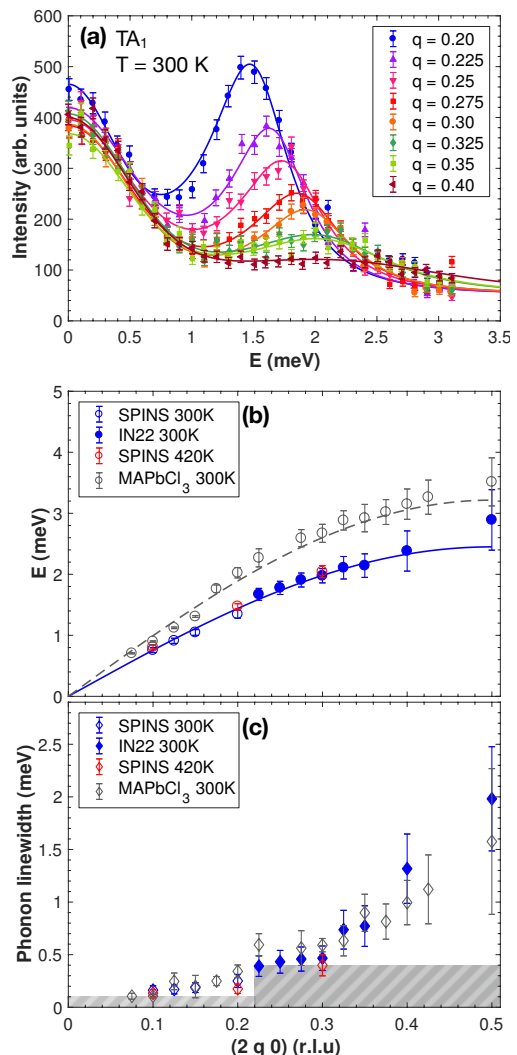 (a)
TA₁
T = 300 K
q = 0.20
q = 0.225
q = 0.25
q = 0.275
q = 0.30
q = 0.325
q = 0.35
q = 0.40
Intensity (arb. units)
600
500
400
300
200
100
0
0 0.5 1 1.5 2 2.5 3 3.5
E (meV)
(b)
SPINS 300K
IN22 300K
SPINS 420K
MAPbCl₃ 300K
E (meV)
5
4
3
2
1
0
(c)
SPINS 300K
IN22 300K
SPINS 420K
MAPbCl₃ 300K
Phonon linewidth (meV)
2.5
2
1.5
1
0.5
0
0 0.1 0.2 0.3 0.4 0.5
(2 q 0) (r.l.u)